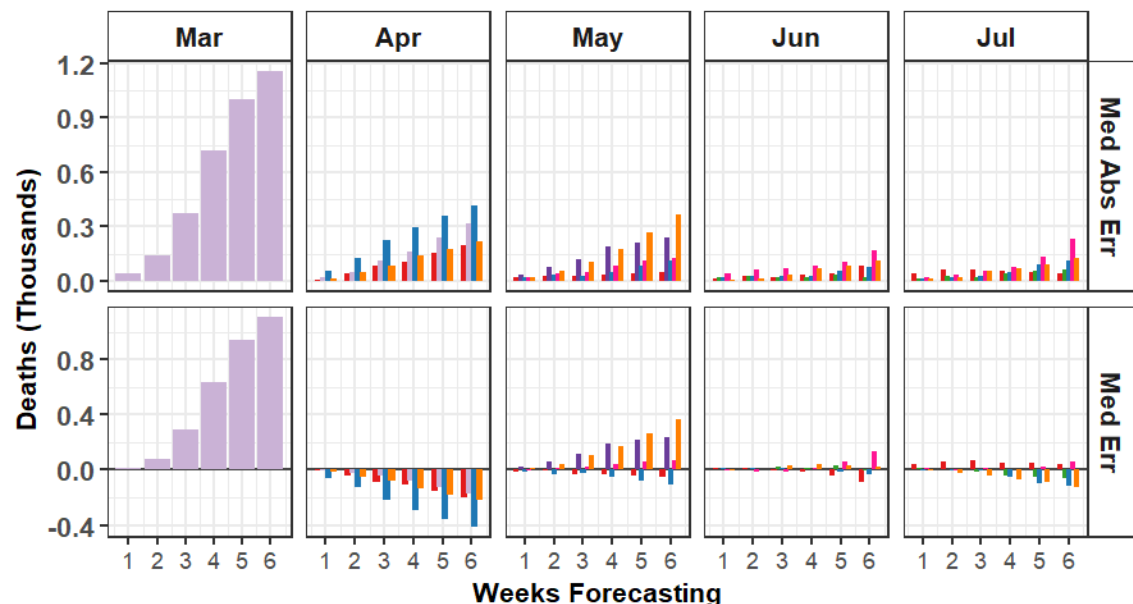 Mar Apr May Jun Jul
Deaths (Thousands)
1.2
0.9
0.6
0.3
0.0
Med Abs Err
0.8
0.4
0.0
-0.4
Med Err
1 2 3 4 5 6 1 2 3 4 5 6 1 2 3 4 5 6 1 2 3 4 5 6 1 2 3 4 5 6
Weeks Forecasting